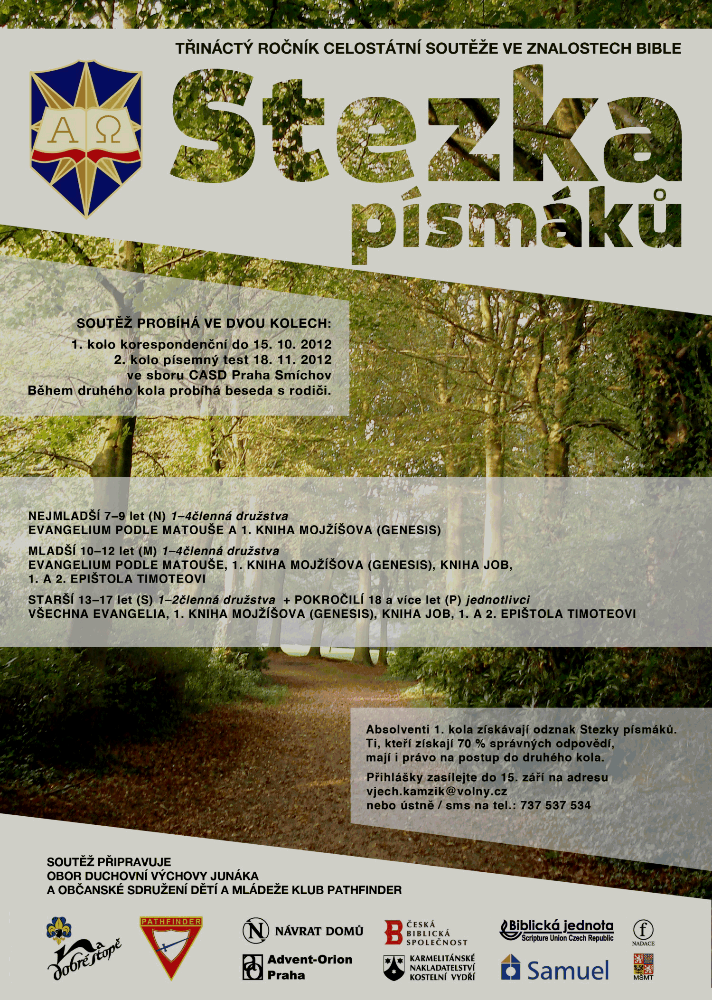 TŘINÁCTÝ ROČNÍK CELOSTÁTNÍ SOUTĚŽE VE ZNALOSTECH BIBLE
Stezka
písmáků
Α Ω
SOUTĚŽ PROBÍHÁ VE DVOU KOLECH:
1. kolo korespondenční do 15. 10. 2012
2. kolo písemný test 18. 11. 2012
ve sboru CASD Praha Smíchov
Během druhého kola probíhá beseda s rodiči.
NEJMLADŠÍ 7–9 let (N) 1–4členná družstva
EVANGELIUM PODLE MATOUŠE A 1. KNIHA MOJŽÍŠOVA (GENESIS)
MLADŠÍ 10–12 let (M) 1–4členná družstva
EVANGELIUM PODLE MATOUŠE, 1. KNIHA MOJŽÍŠOVA (GENESIS), KNIHA JOB,
1. A 2. EPIŠTOLA TIMOTEOVI
STARŠÍ 13–17 let (S) 1–2členná družstva + POKROČILÍ 18 a více let (P) jednotlivci
VŠECHNA EVANGELIA, 1. KNIHA MOJŽÍŠOVA (GENESIS), KNIHA JOB, 1. A 2. EPIŠTOLA TIMOTEOVI
Absolventi 1. kola získávají odznak Stezky písmáků.
Ti, kteří získají 70 % správných odpovědí,
mají i právo na postup do druhého kola.
Přihlášky zasílejte do 15. září na adresu
vjech.kamzik@volny.cz
nebo ústně / sms na tel.: 737 537 534
SOUTĚŽ PŘIPRAVUJE
OBOR DUCHOVNÍ VÝCHOVY JUNÁKA
A OBČANSKÉ SDRUŽENÍ DĚTÍ A MLÁDEŽE KLUB PATHFINDER
Na
dobré stopě
PATHFINDER
N NÁVRAT DOMŮ
ao Advent-Orion
Praha
B ČESKÁ
BIBLICKÁ
SPOLEČNOST
KARMELITÁNSKÉ
NAKLADATELSTVÍ
KOSTELNÍ VYDŘÍ
Biblická jednota
Scripture Union Czech Republic
Samuel
f
NADACE
MŠMT